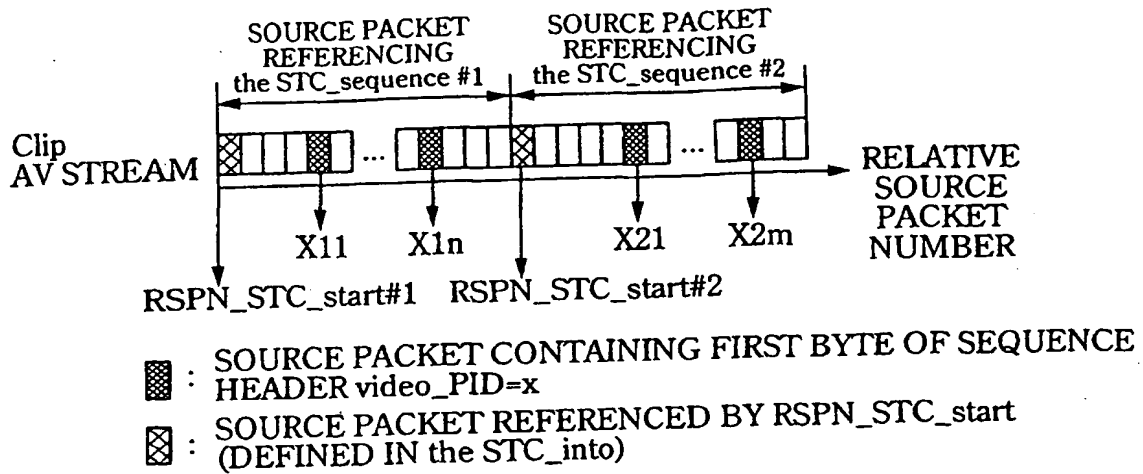 SOURCE PACKET
REFERENCING
the STC_sequence #1
SOURCE PACKET
REFERENCING
the STC_sequence #2
Clip
AV STREAM
...
...
RELATIVE
SOURCE
PACKET
NUMBER
X11
X1n
X21
X2m
RSPN_STC_start#1
RSPN_STC_start#2
: SOURCE PACKET CONTAINING FIRST BYTE OF SEQUENCE
HEADER video_PID=x
: SOURCE PACKET REFERENCED BY RSPN_STC_start
(DEFINED IN the STC_into)